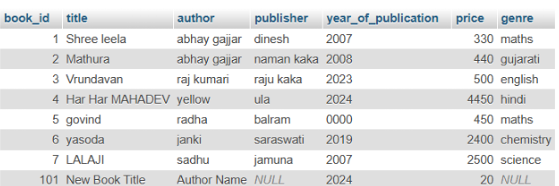 book_id title author publisher year_of_publication price genre
1 Shree leela abhay gajjar dinesh 2007 330 maths
2 Mathura abhay gajjar naman kaka 2008 440 gujarati
3 Vrundavan raj kumari raju kaka 2023 500 english
4 Har Har MAHADEV yellow ula 2024 4450 hindi
5 govind radha balram 0000 450 maths
6 yasoda janki saraswati 2019 2400 chemistry
7 LALAJI sadhu jamuna 2007 2500 science
101 New Book Title Author Name NULL 2024 20 NULL